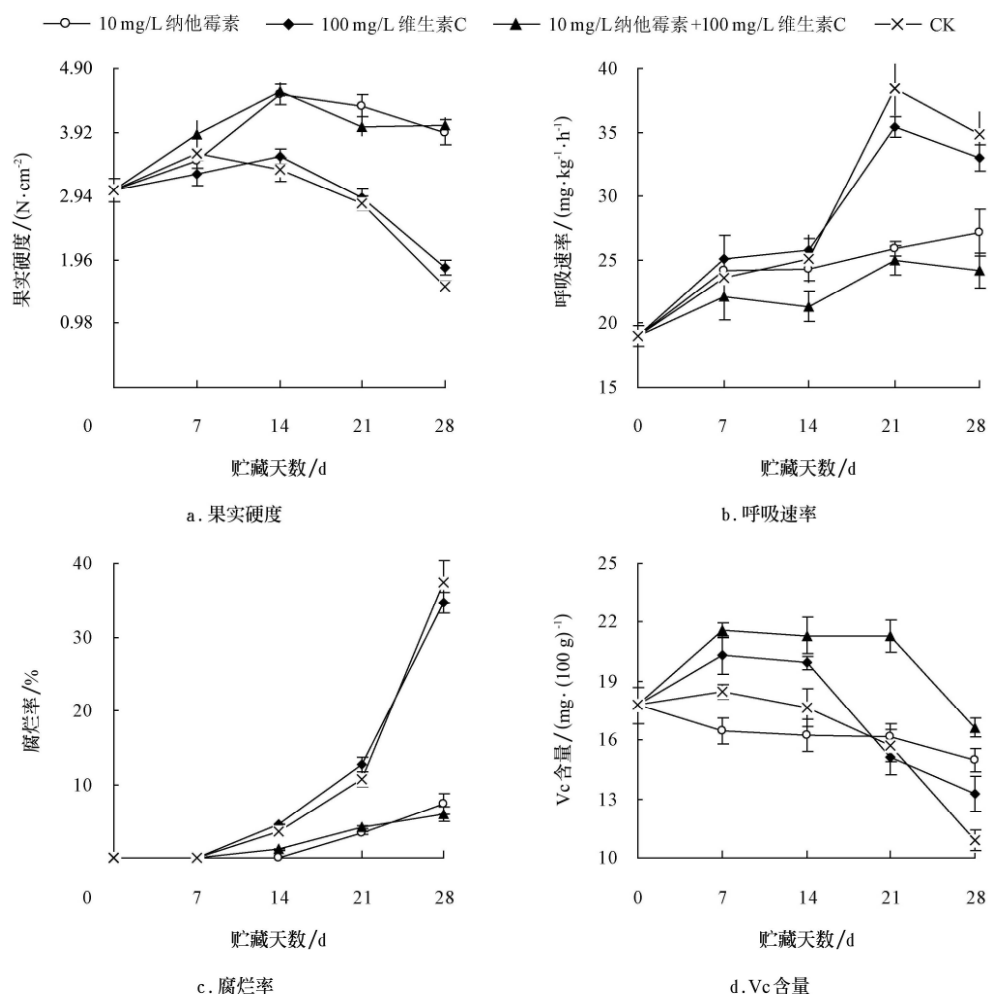 10 mg/L 纳他霉素 100 mg/L 维生素C 10 mg/L纳他霉素+100 mg/L 维生素C CK
果实硬度/(N·cm⁻²)
4.90
3.92
2.94
1.96
0.98
0 7 14 21 28
贮藏天数/d
a.果实硬度
呼吸速率/(mg·kg⁻¹·h⁻¹)
40
35
30
25
20
15
0 7 14 21 28
贮藏天数/d
b.呼吸速率
腐烂率/%
40
30
20
10
0 7 14 21 28
贮藏天数/d
c.腐烂率
Vc含量/(mg·(100 g)⁻¹)
25
22
19
16
13
10
0 7 14 21 28
贮藏天数/d
d.Vc含量